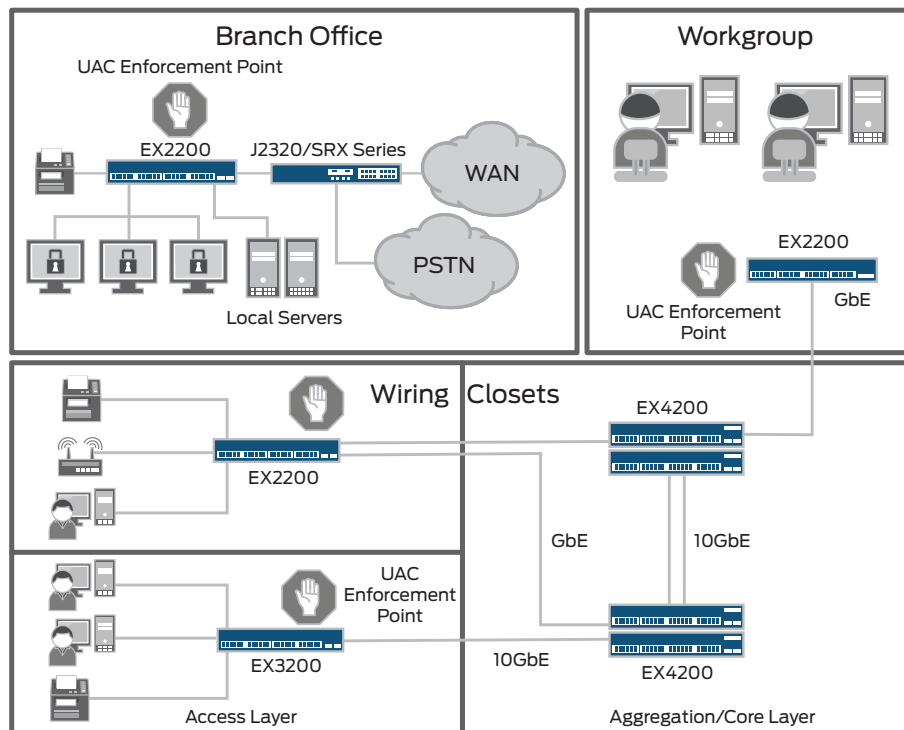 Branch Office
UAC Enforcement Point
EX2200
J2320/SRX Series
WAN
PSTN
Local Servers
Workgroup
EX2200
GbE
UAC Enforcement
Point
Wiring Closets
EX2200
EX4200
GbE
10GbE
UAC
Enforcement
Point
EX3200
10GbE
EX4200
Access Layer
Aggregation/Core Layer